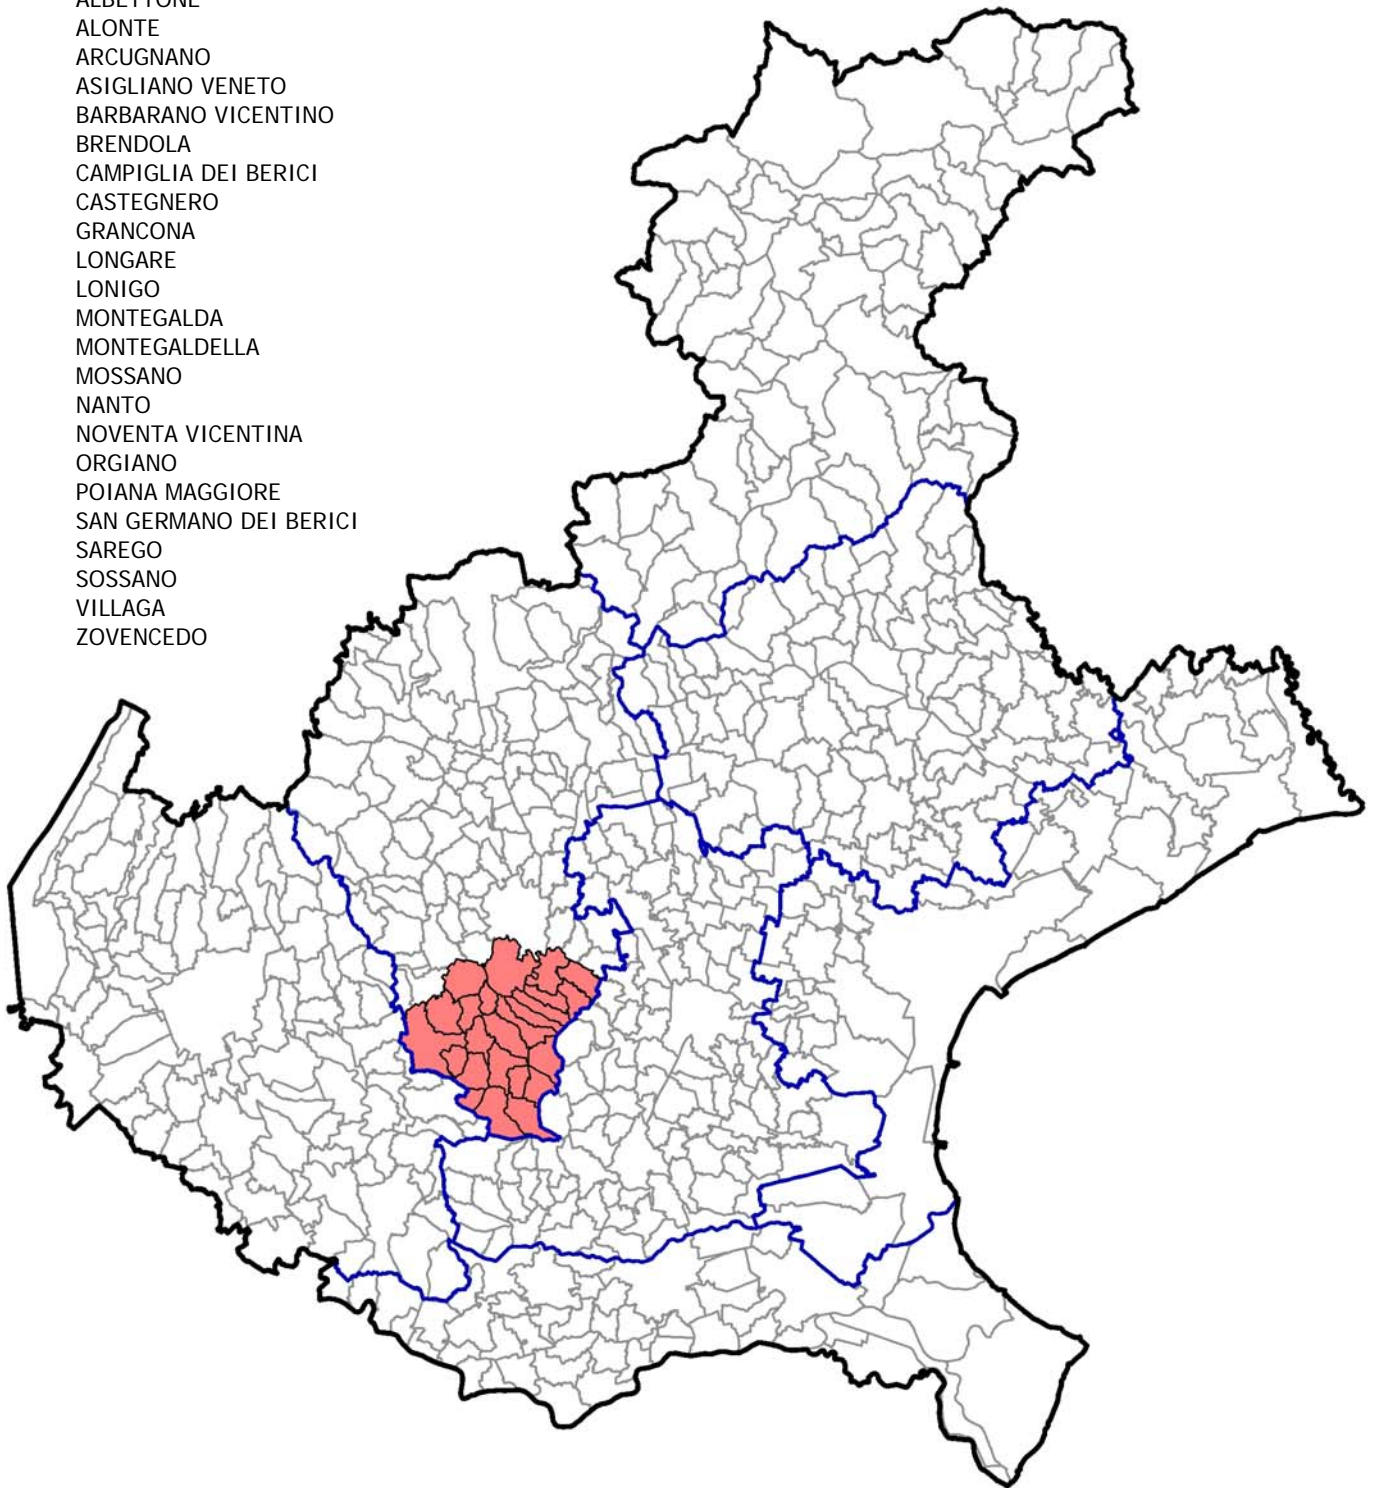 ALBETTONE
ALONTE
ARCUGNANO
ASIGLIANO VENETO
BARBARANO VICENTINO
BRENDOLA
CAMPIGLIA DEI BERICI
CASTEGNERO
GRANCONA
LONGARE
LONIGO
MONTEGALDA
MONTEGALDELLA
MOSSANO
NANTO
NOVENTA VICENTINA
ORGIANO
POIANA MAGGIORE
SAN GERMANO DEI BERICI
SAREGO
SOSSANO
VILLAGA
ZOVENCEDO